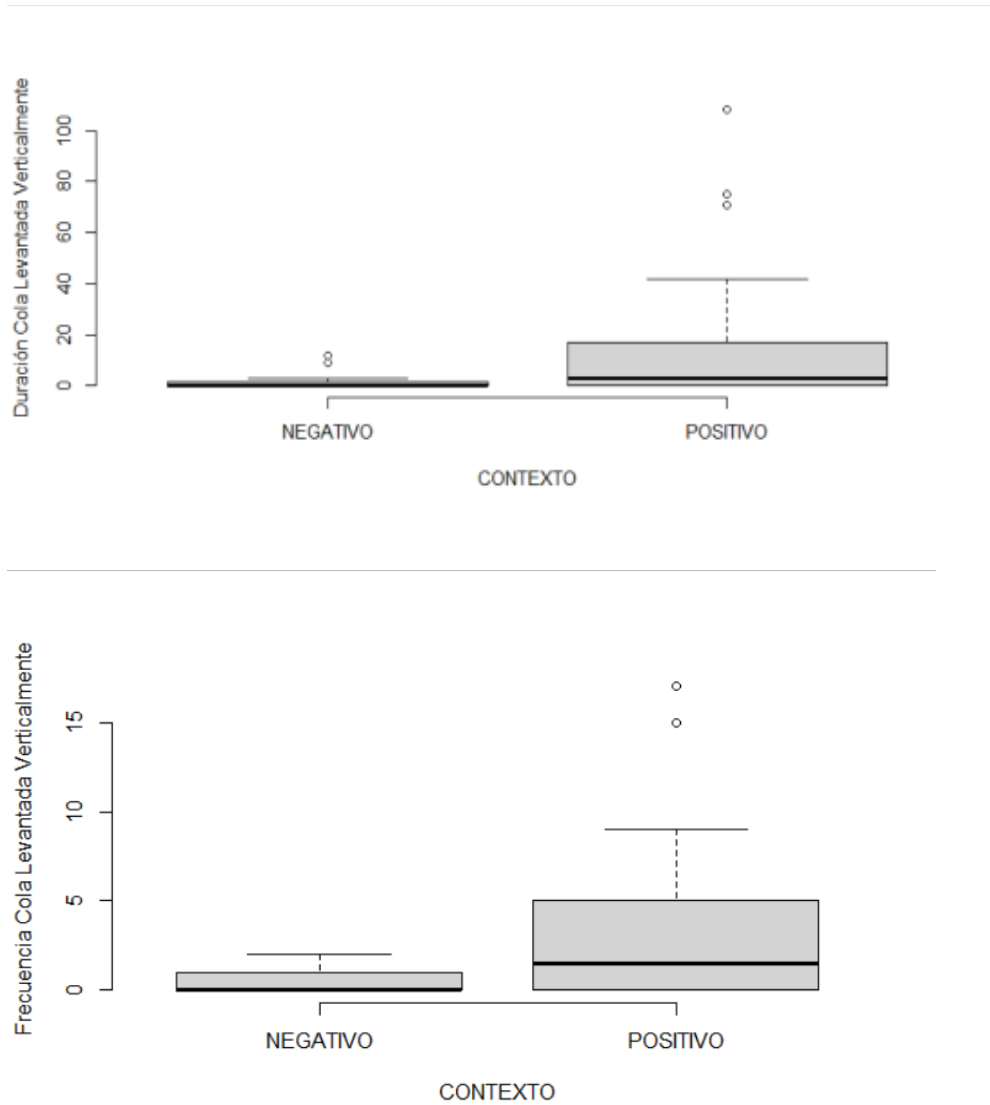 Duración Cola Levantada Verticalmente
100
80
60
40
20
0
NEGATIVO POSITIVO
CONTEXTO
Frecuencia Cola Levantada Verticalmente
15
10
5
0
NEGATIVO POSITIVO
CONTEXTO